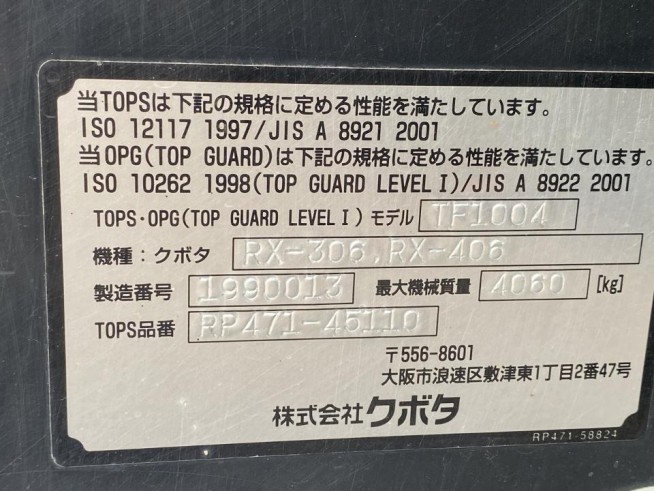 当TOPSは下記の規格に定める性能を満たしています。
ISO 12117 1997/JIS A 8921 2001
当OPG(TOP GUARD)は下記の規格に定める性能を満たしています。
ISO 10262 1998(TOP GUARD LEVEL I)/JIS A 8922 2001
TOPS・OPG(TOP GUARD LEVEL I) モデル TF1004
機種：クボタ RX-306,RX-406
製造番号 1990013 最大機械質量 4060 [kg]
TOPS品番 RP471-45110
〒556-8601
大阪市浪速区敷津東1丁目2番47号
株式会社クボタ
RP471-58824